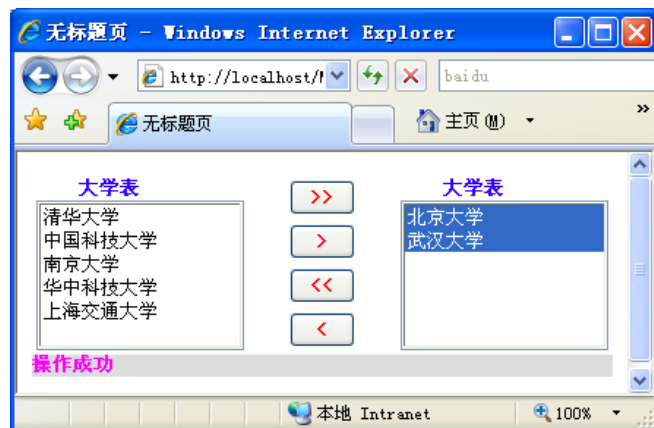 无标题页 - Windows Internet Explorer
http://localhost/
baidu
无标题页
主页(M)
»
大学表
大学表
清华大学
中国科技大学
南京大学
华中科技大学
上海交通大学
>>
>
<<
<
北京大学
武汉大学
操作成功
本地 Intranet
100%